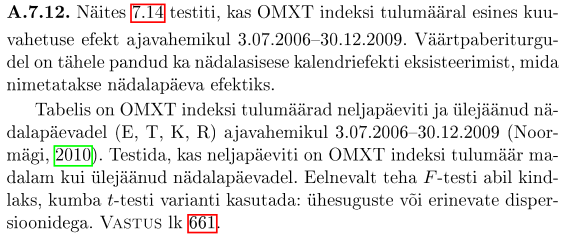 A.7.12. Näites 7.14 testiti, kas OMXT indeksi tulumääral esines kuu-
vahetuse efekt ajavahemikul 3.07.2006–30.12.2009. Väärtpaberiturgu-
del on tähele pandud ka nädalasisese kalendriefekti eksisteerimist, mida
nimetatakse nädalapäeva efektiks.
Tabelis on OMXT indeksi tulumäärad neljapäeviti ja ülejäänud nä-
dalapäevadel (E, T, K, R) ajavahemikul 3.07.2006–30.12.2009 (Noor-
mägi, 2010). Testida, kas neljapäeviti on OMXT indeksi tulumäär ma-
dalam kui ülejäänud nädalapäevadel. Eelnevalt teha F-testi abil kind-
laks, kumba t-testi varianti kasutada: ühesuguste või erinevate disper-
sioonidega. VASTUS lk 661.